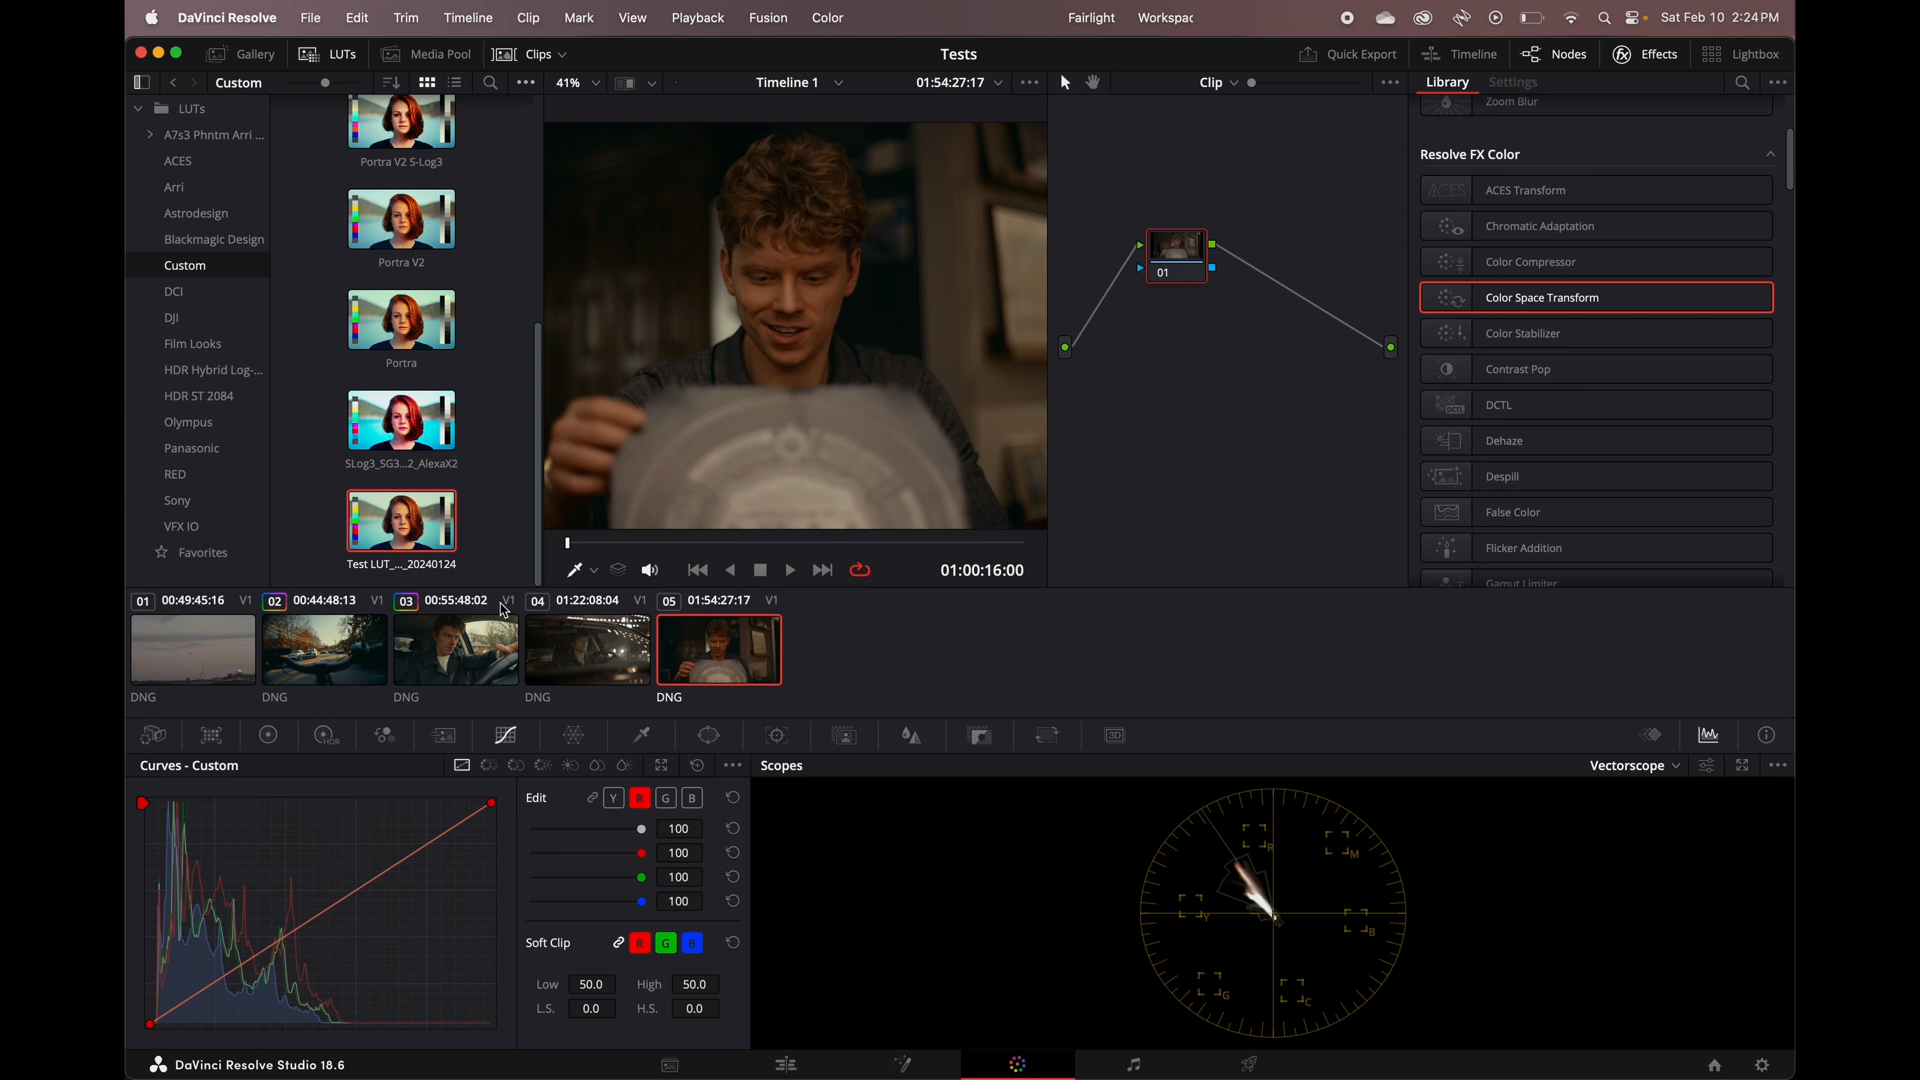 DaVinci Resolve File Edit Trim Timeline Clip Mark View Playback Fusion Color Fairlight Workspac Sat Feb 10 2:24 PM
Gallery LUTs Media Pool Clips Tests Quick Export Timeline Nodes Effects Lightbox
Custom 41% Timeline 1 01:54:27:17 Clip Library Settings
LUTs
A7s3 Phntm Arri ...
ACES
Arri
Astrodesign
Blackmagic Design
Custom
DCI
DJI
Film Looks
HDR Hybrid Log-...
HDR ST 2084
Olympus
Panasonic
RED
Sony
VFX IO
Favorites
Portra V2 S-Log3
Portra V2
Portra
SLog3_SG3...2_AlexaX2
Test LUT_..._20240124
01:00:16:00
01
Zoom Blur
Resolve FX Color
ACES ACES Transform
Chromatic Adaptation
Color Compressor
Color Space Transform
Color Stabilizer
Contrast Pop
DCTL DCTL
Dehaze
Despill
False Color
Flicker Addition
Gamut Limiter
01 00:49:45:16 V1 02 00:44:48:13 V1 03 00:55:48:02 V1 04 01:22:08:04 V1 05 01:54:27:17 V1
DNG DNG DNG DNG DNG
HDR 3D
Curves - Custom Scopes Vectorscope
Edit Y R G B
100
100
100
100
Soft Clip R G B
Low 50.0 High 50.0
L.S. 0.0 H.S. 0.0
R M
Y B
G C
DaVinci Resolve Studio 18.6